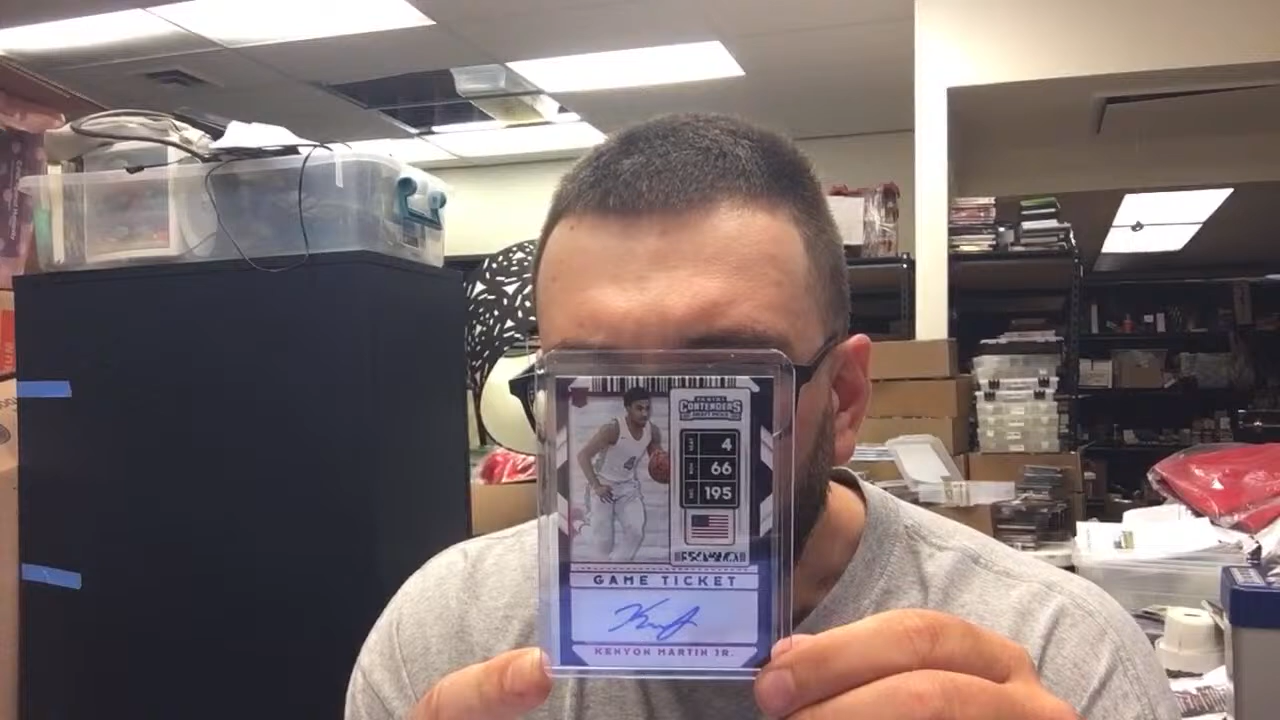 PANINI
CONTENDERS
DRAFT PICKS
4
66
195
GAME TICKET
KENYON MARTIN JR.